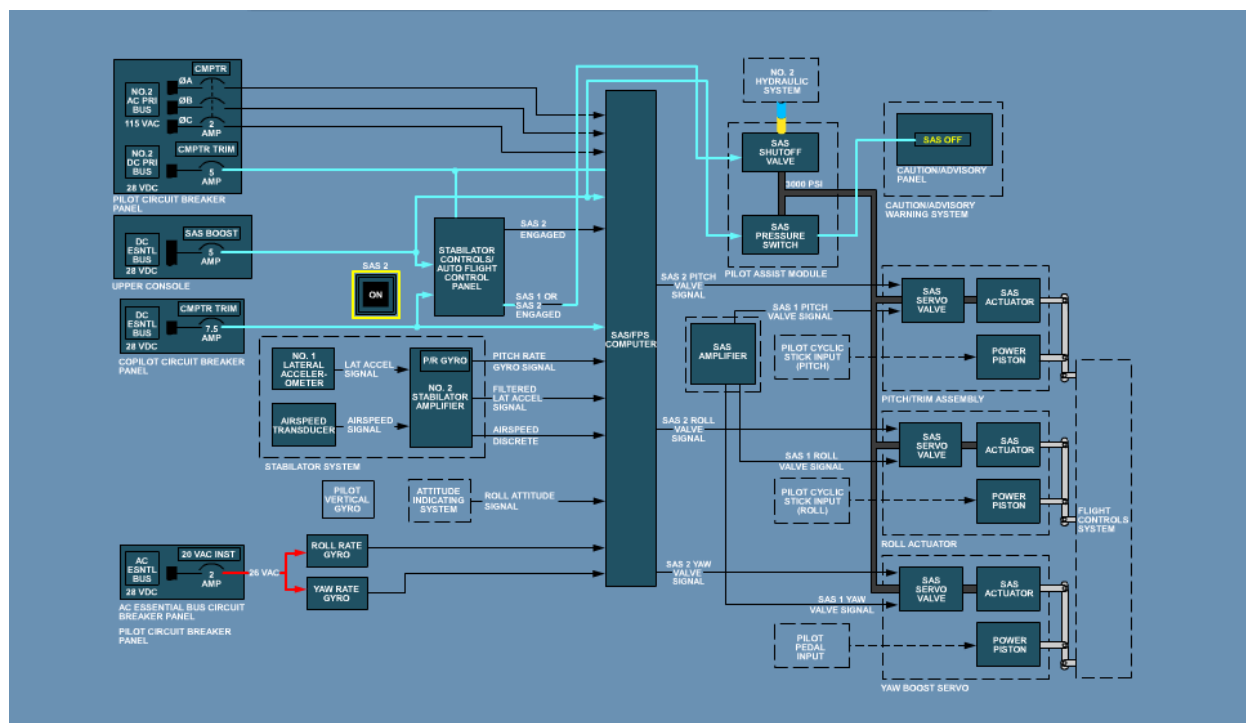 CMPTR
ØA
NO.2
AC PRI
BUS
ØB
115 VAC
ØC
2
AMP
NO.2
DC PRI
BUS
CMPTR TRIM
5
AMP
28 VDC
PILOT CIRCUIT BREAKER
PANEL
DC
ESNTL
BUS
SAS BOOST
5
AMP
28 VDC
UPPER CONSOLE
DC
ESNTL
BUS
CMPTR TRIM
7.5
AMP
28 VDC
COPILOT CIRCUIT BREAKER
PANEL
SAS 2
ON
STABILATOR
CONTROLS/
AUTO FLIGHT
CONTROL
PANEL
SAS 2
ENGAGED
SAS 1 OR
SAS 2
ENGAGED
NO. 1
LATERAL
ACCELER-
OMETER
LAT ACCEL
SIGNAL
AIRSPEED
TRANSDUCER
AIRSPEED
SIGNAL
P/R GYRO
NO. 2
STABILATOR
AMPLIFIER
PITCH RATE
GYRO SIGNAL
FILTERED
LAT ACCEL
SIGNAL
AIRSPEED
DISCRETE
STABILATOR SYSTEM
PILOT
VERTICAL
GYRO
ATTITUDE
INDICATING
SYSTEM
ROLL ATTITUDE
SIGNAL
AC
ESNTL
BUS
20 VAC INST
2
AMP
28 VDC
26 VAC
ROLL RATE
GYRO
YAW RATE
GYRO
AC ESSENTIAL BUS CIRCUIT
BREAKER PANEL
PILOT CIRCUIT BREAKER
PANEL
SAS/FPS
COMPUTER
NO. 2
HYDRAULIC
SYSTEM
SAS
SHUTOFF
VALVE
3000 PSI
SAS
PRESSURE
SWITCH
PILOT ASSIST MODULE
SAS OFF
CAUTION/ADVISORY
PANEL
CAUTION/ADVISORY
WARNING SYSTEM
SAS 2 PITCH
VALVE
SIGNAL
SAS 1 PITCH
VALVE SIGNAL
SAS
AMPLIFIER
PILOT CYCLIC
STICK INPUT
(PITCH)
SAS
SERVO
VALVE
SAS
ACTUATOR
POWER
PISTON
PITCH/TRIM ASSEMBLY
SAS 2 ROLL
VALVE
SIGNAL
SAS 1 ROLL
VALVE SIGNAL
PILOT CYCLIC
STICK INPUT
(ROLL)
SAS
SERVO
VALVE
SAS
ACTUATOR
POWER
PISTON
ROLL ACTUATOR
FLIGHT
CONTROLS
SYSTEM
SAS 2 YAW
VALVE
SIGNAL
SAS 1 YAW
VALVE SIGNAL
PILOT
PEDAL
INPUT
SAS
SERVO
VALVE
SAS
ACTUATOR
POWER
PISTON
YAW BOOST SERVO